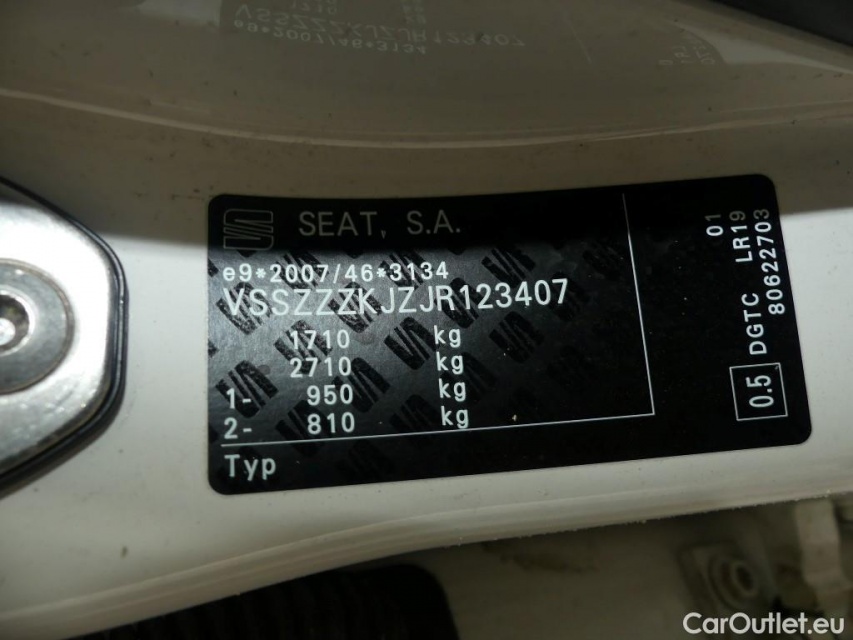 SEAT, S.A.
e9*2007/46*3134
VSSZZZKJZJR123407
1710 kg
2710 kg
1- 950 kg
2- 810 kg
Typ
01
DGTC LR19
0.5 80622703
CarOutlet.eu